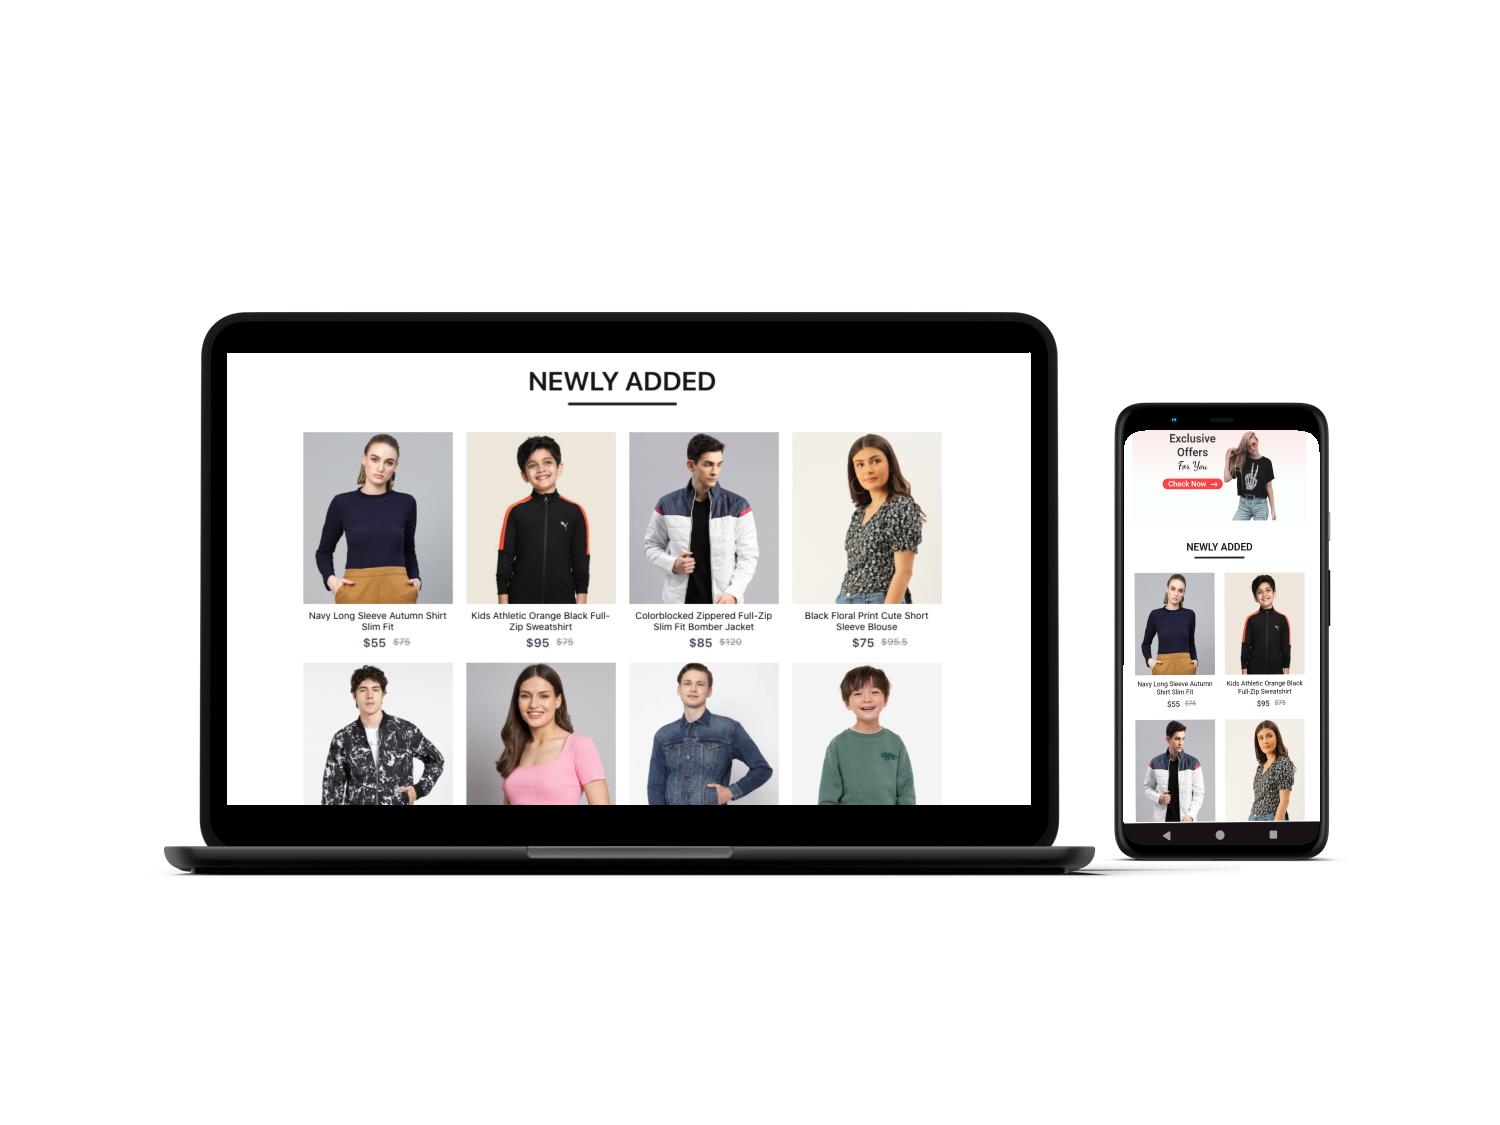 NEWLY ADDED
Navy Long Sleeve Autumn Shirt
Slim Fit
$55 $75
Kids Athletic Orange Black Full-
Zip Sweatshirt
$95 $75
Colorblocked Zippered Full-Zip
Slim Fit Bomber Jacket
$85 $120
Black Floral Print Cute Short
Sleeve Blouse
$75 $95.5
Exclusive
Offers
For You
Check Now →
NEWLY ADDED
Navy Long Sleeve Autumn
Shirt Slim Fit
$55 $75
Kids Athletic Orange Black
Full-Zip Sweatshirt
$95 $75